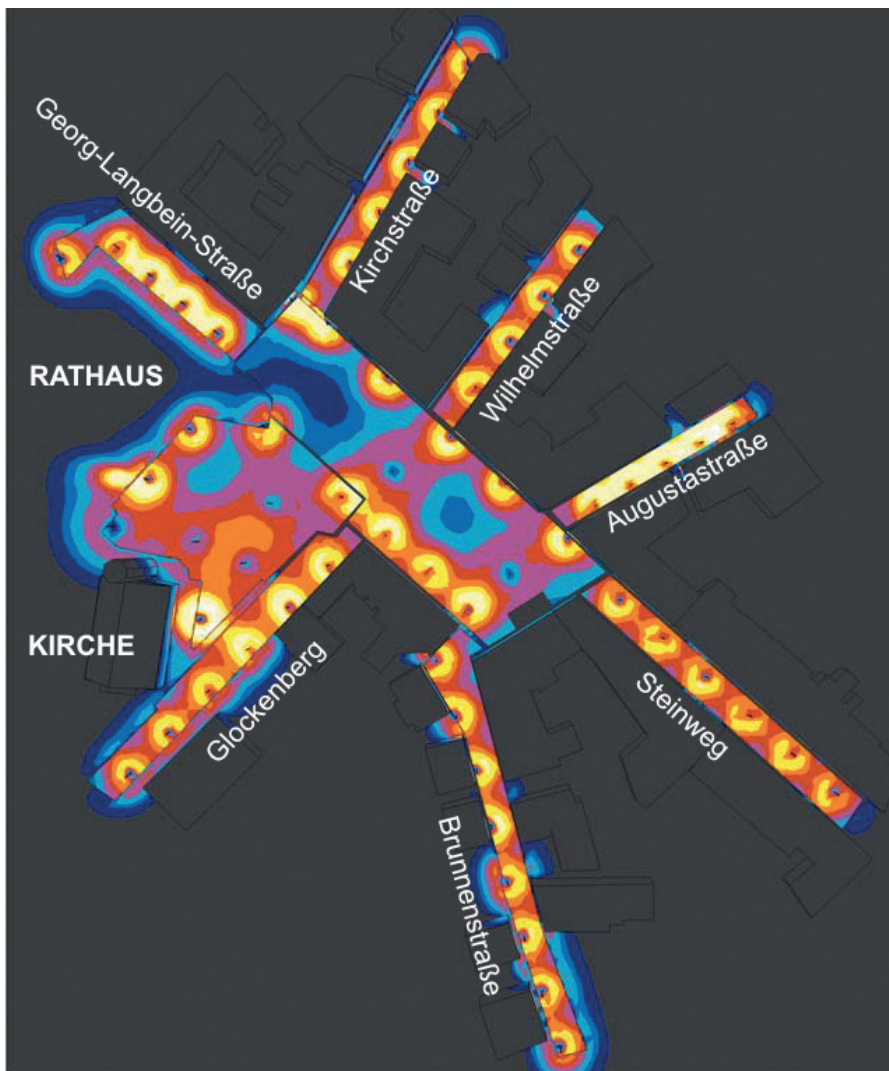 Georg-Langbein-Straße
Kirchstraße
Wilhelmstraße
RATHAUS
Augustastraße
KIRCHE
Glockenberg
Steinweg
Brunnenstraße